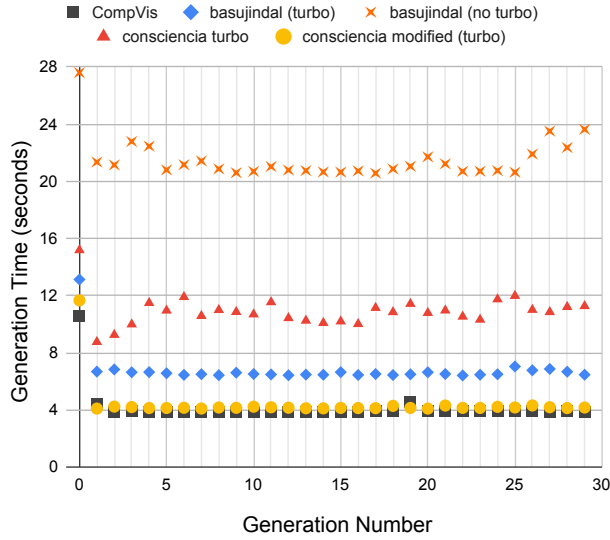 CompVis basujindal (turbo) basujindal (no turbo)
consciencia turbo consciencia modified (turbo)
28
24
20
16
12
8
4
0
Generation Time (seconds)
0 5 10 15 20 25 30
Generation Number